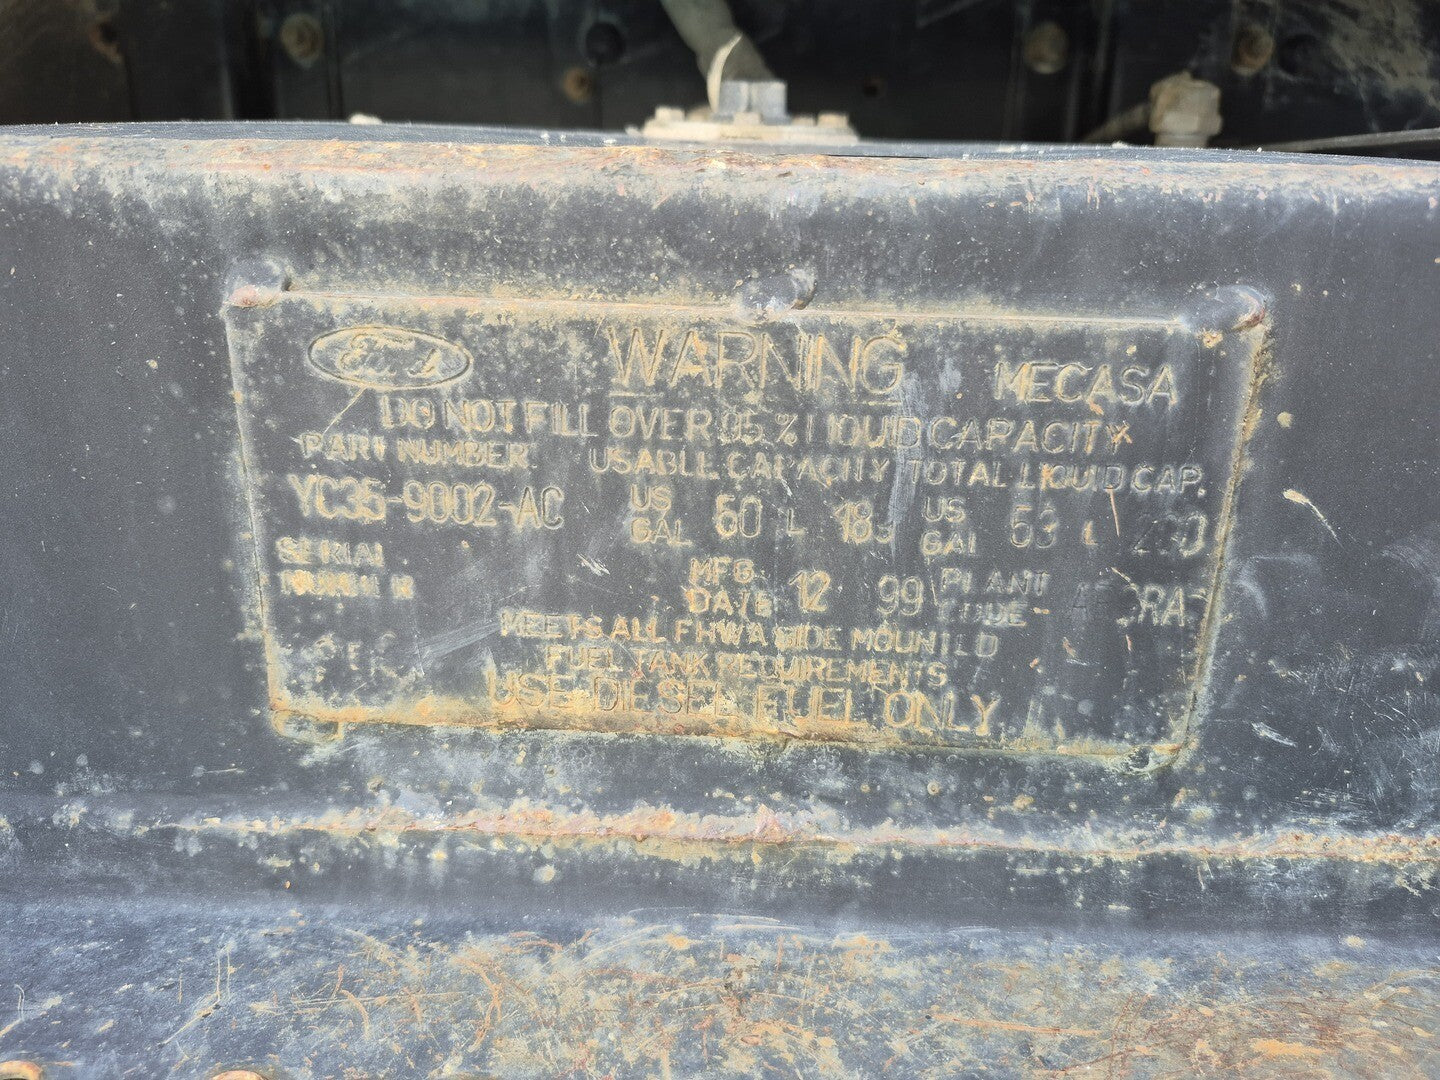 Ford WARNING MECASA
DO NOT FILL OVER 95 % LIQUID CAPACITY
PART NUMBER USABLE CAPACITY TOTAL LIQUID CAP.
YC35-9002-AC US GAL 50 L US GAL 53 L
SERIAL
MFG DATE 12 99 PLANT CODE
MEETS ALL FHWA SIDE MOUNTED
FUEL TANK REQUIREMENTS
USE DIESEL FUEL ONLY